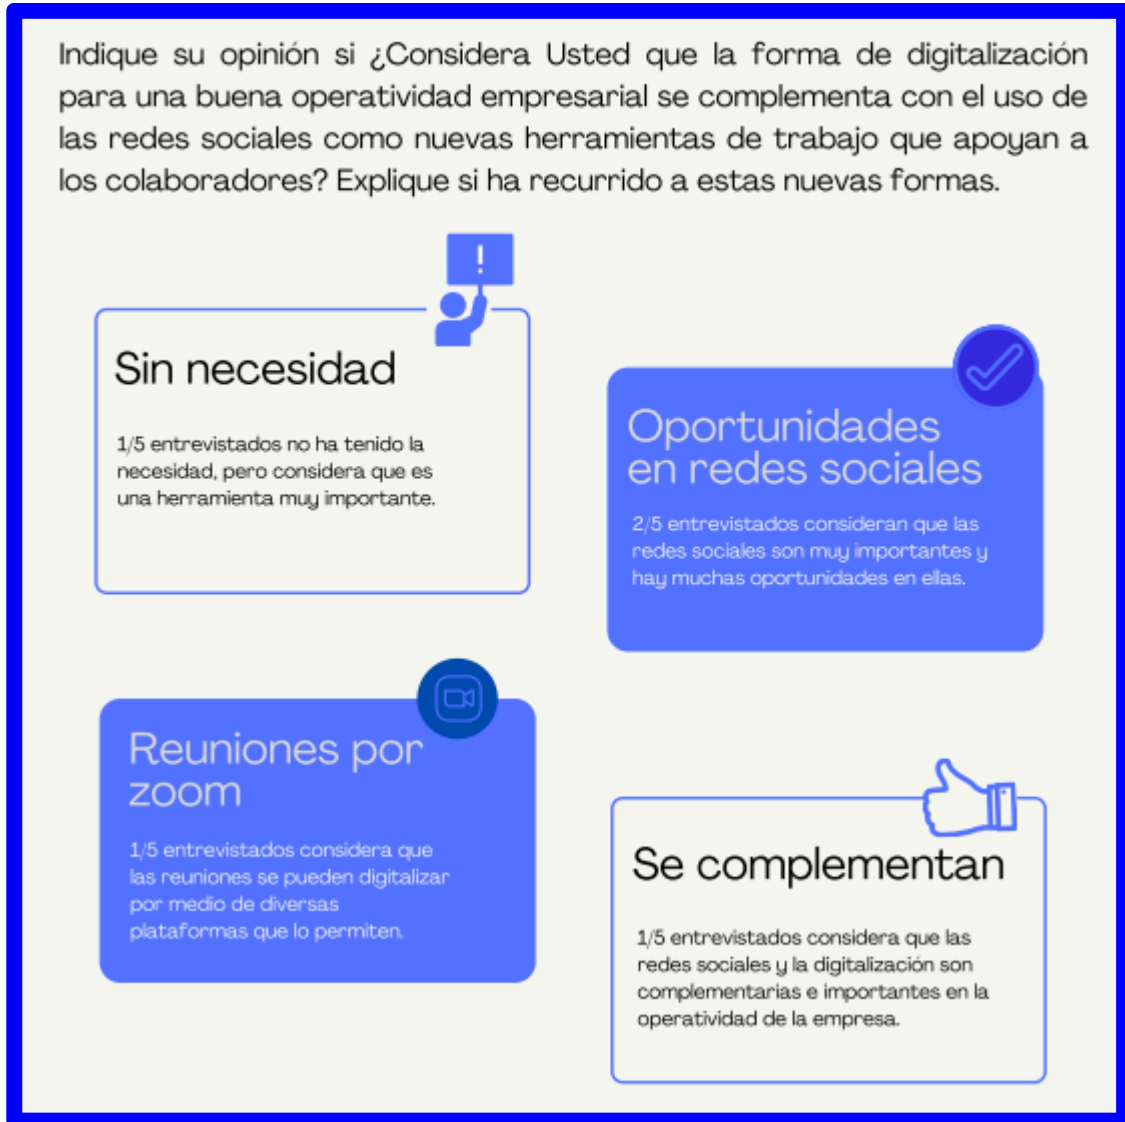 Indique su opinión si ¿Considera Usted que la forma de digitalización
para una buena operatividad empresarial se complementa con el uso de
las redes sociales como nuevas herramientas de trabajo que apoyan a
los colaboradores? Explique si ha recurrido a estas nuevas formas.
!
Sin necesidad
1/5 entrevistados no ha tenido la
necesidad, pero considera que es
una herramienta muy importante.
Oportunidades
en redes sociales
2/5 entrevistados consideran que las
redes sociales son muy importantes y
hay muchas oportunidades en ellas.
Reuniones por
zoom
1/5 entrevistados considera que
las reuniones se pueden digitalizar
por medio de diversas
plataformas que lo permiten.
Se complementan
1/5 entrevistados considera que las
redes sociales y la digitalización son
complementarias e importantes en la
operatividad de la empresa.